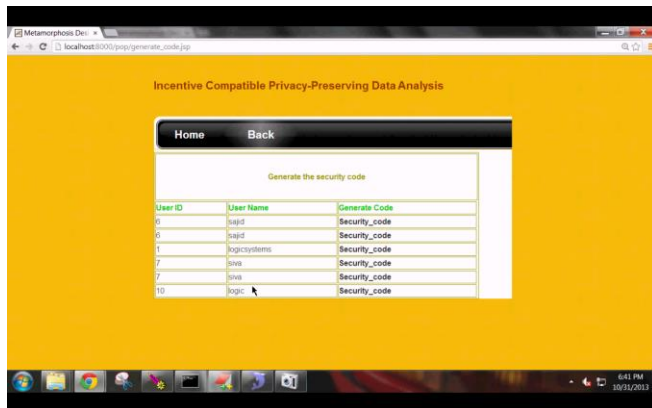 Metamorphosis Des
localhost:8000/pop/generate_code.jsp
Incentive Compatible Privacy-Preserving Data Analysis
Home Back
Generate the security code
User ID User Name Generate Code
6 sajid Security_code
6 sajid Security_code
1 logicsystems Security_code
7 siva Security_code
7 siva Security_code
10 logic Security_code
6:41 PM
10/31/2013